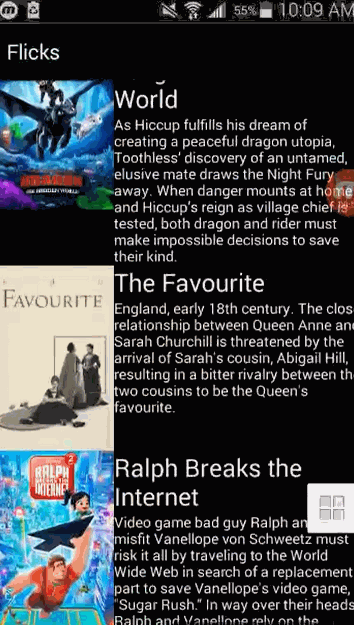 55% 10:09 AM
Flicks
World
As Hiccup fulfills his dream of
creating a peaceful dragon utopia,
Toothless' discovery of an untamed,
elusive mate draws the Night Fury
away. When danger mounts at home
and Hiccup's reign as village chief is
tested, both dragon and rider must
make impossible decisions to save
their kind.
FAVOURITE
The Favourite
England, early 18th century. The clos
relationship between Queen Anne an
Sarah Churchill is threatened by the
arrival of Sarah's cousin, Abigail Hill,
resulting in a bitter rivalry between th
two cousins to be the Queen's
favourite.
RALPH
BREAKS THE
INTERNET
2
Ralph Breaks the
Internet
Video game bad guy Ralph an
misfit Vanellope von Schweetz must
risk it all by traveling to the World
Wide Web in search of a replacement
part to save Vanellope's video game,
"Sugar Rush." In way over their heads
Ralph and Vanellope rely on the